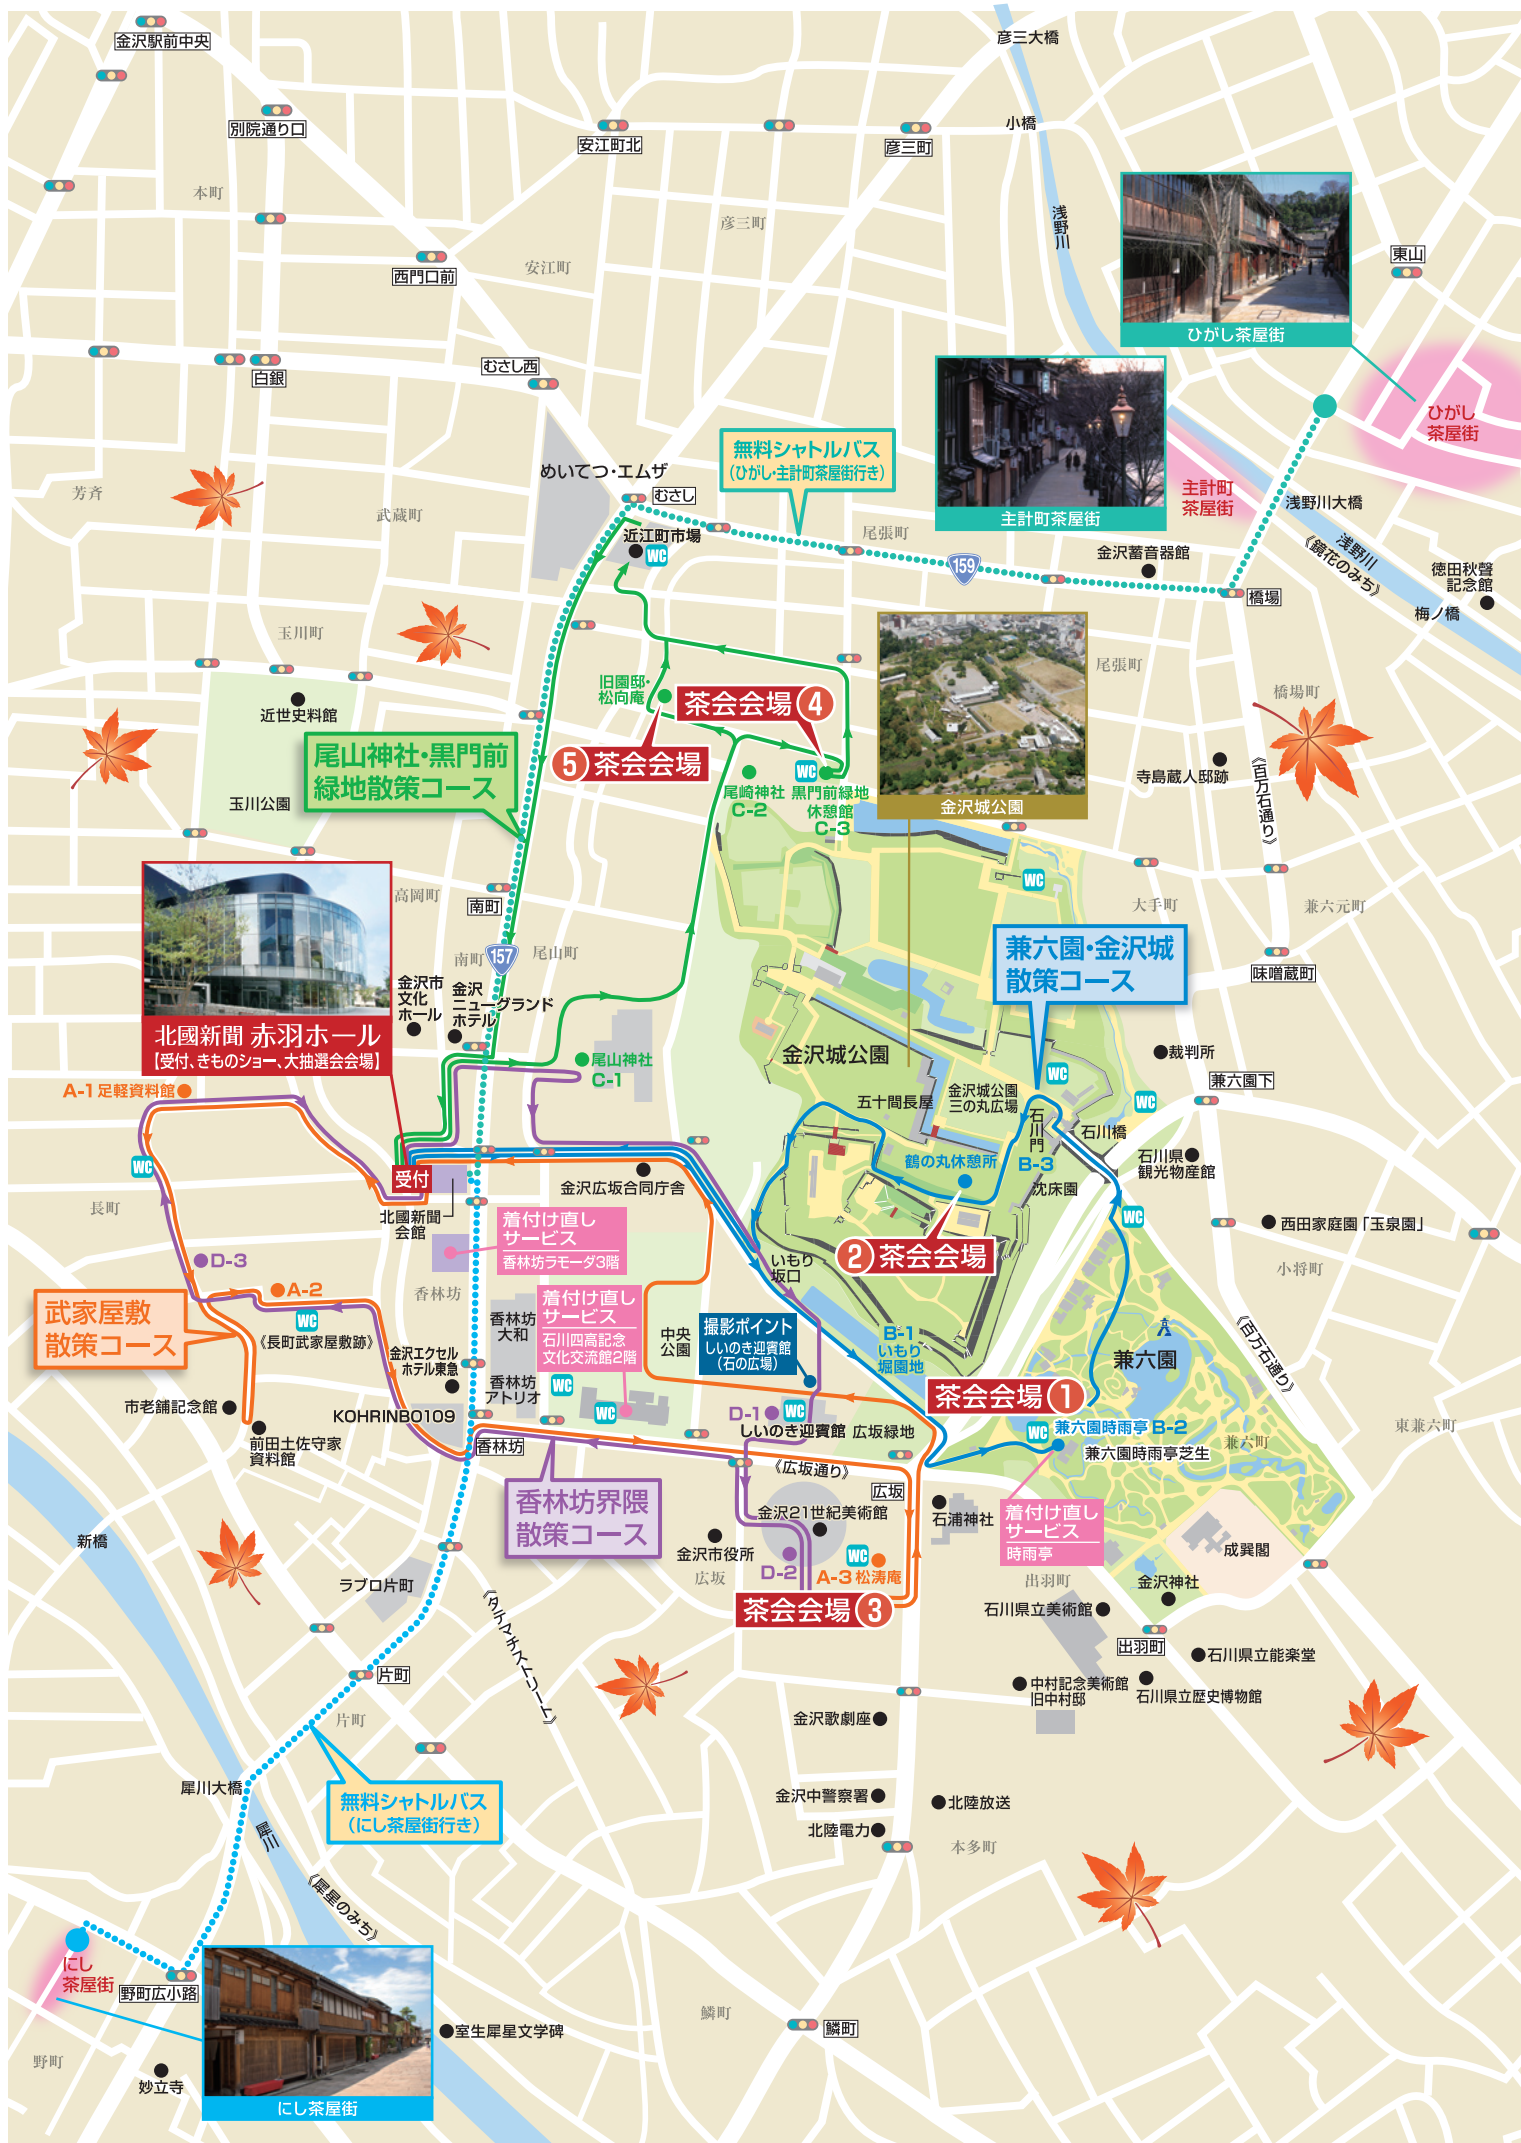 金沢駅前中央
別院通り口
本町
安江町北
彦三町
彦三大橋
小橋
彦三町
浅野川
西門口前
安江町
東山
ひがし茶屋街
むさし西
白銀
ひがし
茶屋街
めいてつ・エムザ
むさし
無料シャトルバス
(ひがし・主計町茶屋街行き)
主計町茶屋街
主計町
茶屋街
浅野川大橋
芳斉
武蔵町
近江町市場
WC
尾張町
159
金沢蓄音器館
浅野川
《鏡花のみち》
徳田秋聲
記念館
橋場
梅ノ橋
玉川町
近世史料館
旧園邸・
松向庵
茶会会場 4
5 茶会会場
尾張町
橋場町
尾山神社・黒門前
緑地散策コース
玉川公園
尾崎神社
C-2
WC
黒門前緑地
休憩館
C-3
金沢城公園
寺島蔵人邸跡
《百万石通り》
WC
高岡町
南町
南町
157
尾山町
大手町
兼六元町
味噌蔵町
兼六園・金沢城
散策コース
北國新聞 赤羽ホール
【受付、きものショー、大抽選会会場】
金沢市
文化
ホール
金沢
ニューグランド
ホテル
尾山神社
C-1
金沢城公園
裁判所
WC
兼六園下
A-1 足軽資料館
五十間長屋
金沢城公園
三の丸広場
石川門
B-3
石川橋
WC
WC
受付
金沢広坂合同庁舎
鶴の丸休憩所
沈床園
石川県
観光物産館
長町
北國新聞
会館
着付け直し
サービス
香林坊ラモーダ3階
2 茶会会場
WC
西田家庭園「玉泉園」
小将町
D-3
A-2
香林坊
いもり
坂口
武家屋敷
散策コース
WC
《長町武家屋敷跡》
香林坊
大和
着付け直し
サービス
石川四高記念
文化交流館2階
中央
公園
撮影ポイント
しいのき迎賓館
(石の広場)
B-1
いもり
堀園地
《百万石通り》
兼六園
金沢エクセル
ホテル東急
香林坊
アトリオ
WC
WC
茶会会場 1
市老舗記念館
KOHRINBO109
D-1
WC
しいのき迎賓館
広坂緑地
WC
兼六園時雨亭 B-2
兼六町
東兼六町
前田土佐守家
資料館
香林坊
兼六園時雨亭芝生
《広坂通り》
香林坊界隈
散策コース
広坂
金沢21世紀美術館
石浦神社
着付け直し
サービス
時雨亭
新橋
金沢市役所
広坂
D-2
WC
A-3 松涛庵
成巽閣
ラブロ片町
出羽町
金沢神社
茶会会場 3
石川県立美術館
《タテマチストリート》
出羽町
石川県立能楽堂
片町
中村記念美術館
旧中村邸
石川県立歴史博物館
片町
金沢歌劇座
犀川大橋
無料シャトルバス
(にし茶屋街行き)
金沢中警察署
北陸放送
犀川
北陸電力
本多町
《犀星のみち》
にし
茶屋街
野町広小路
鱗町
鱗町
室生犀星文学碑
野町
妙立寺
にし茶屋街